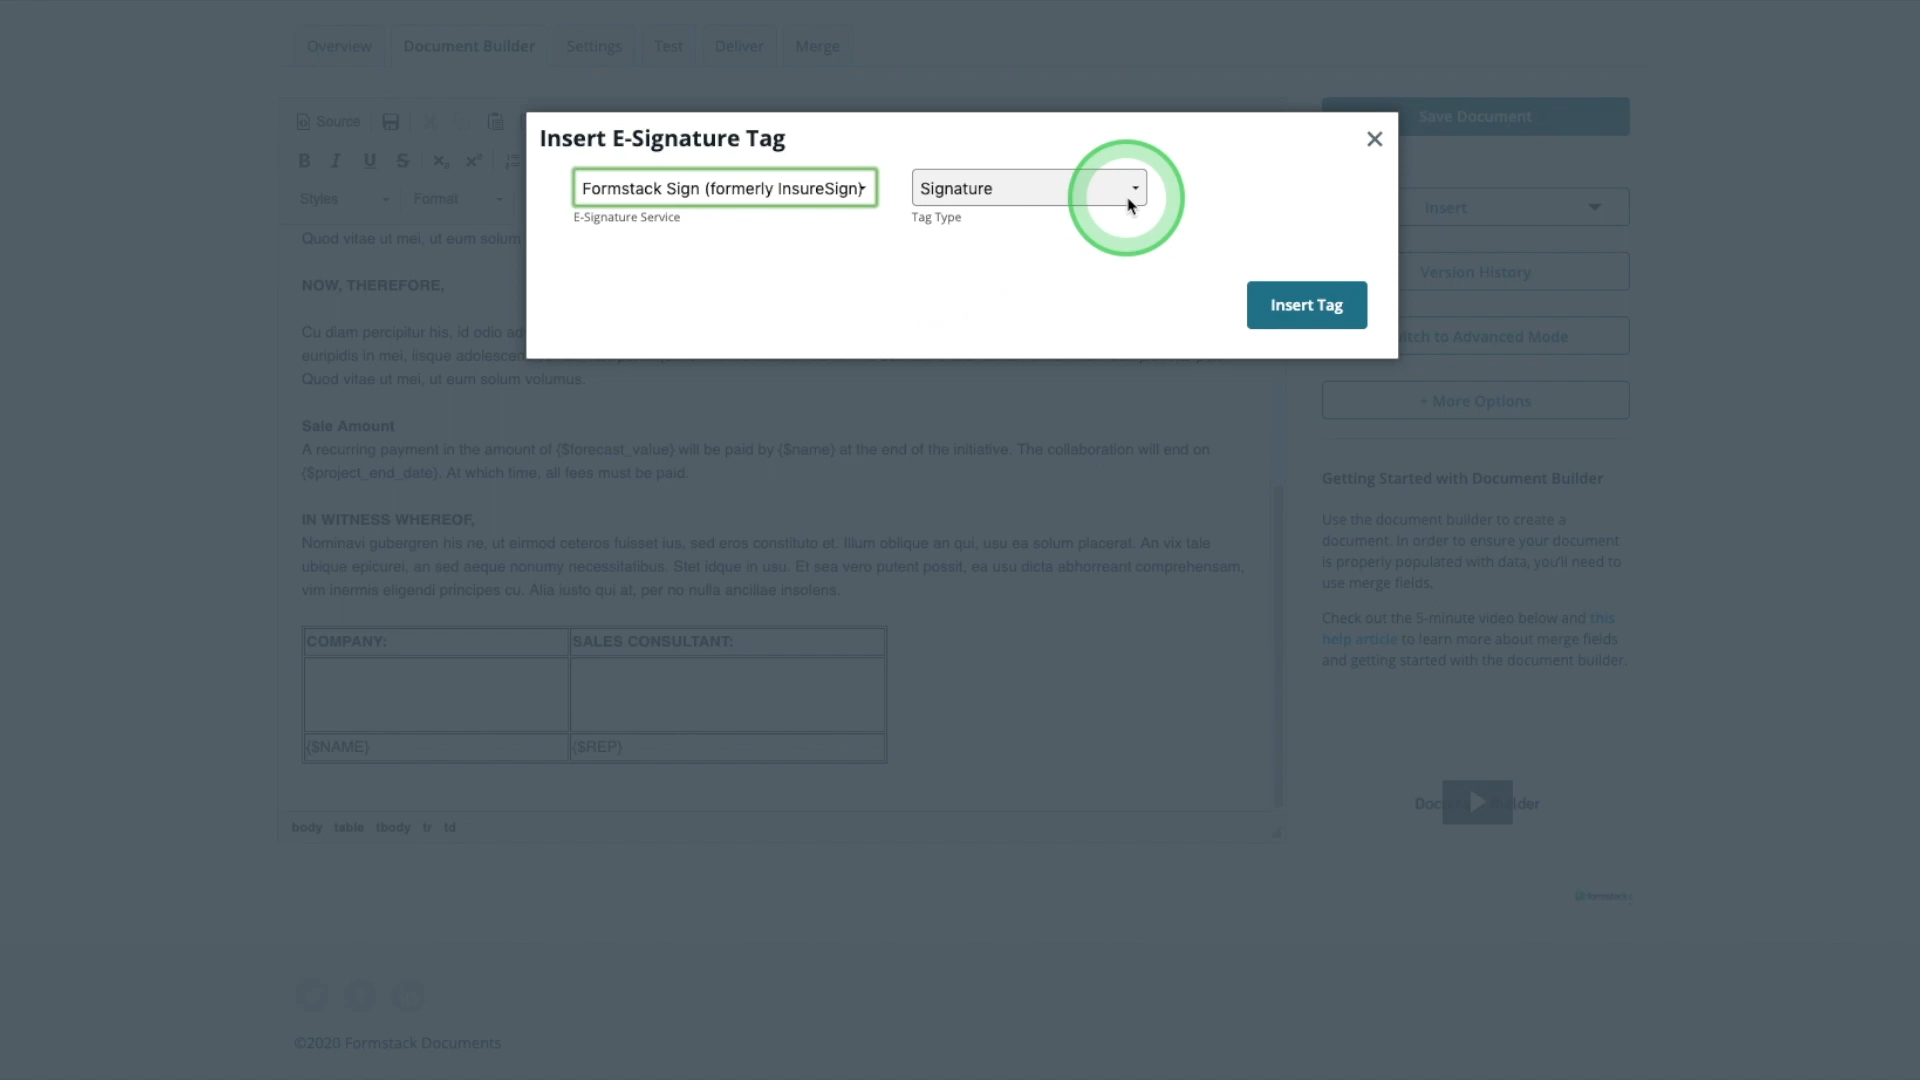 Overview Document Builder Settings Test Deliver Merge
Source
Save Document
Insert E-Signature Tag
B I U S
Formstack Sign (formerly InsureSign)
Signature
E-Signature Service
Tag Type
Styles Format
Insert
Quod vitae ut mei, ut eum solum
Version History
NOW, THEREFORE,
Insert Tag
Cu diam percipitur his, id odio
itch to Advanced Mode
euripidis in mei, iisque adolescen
Quod vitae ut mei, ut eum solum volumus.
+ More Options
Sale Amount
A recurring payment in the amount of {$forecast_value} will be paid by {$name} at the end of the initiative. The collaboration will end on
{$project_end_date}. At which time, all fees must be paid.
IN WITNESS WHEREOF,
Nominavi gubergren his ne, ut eirmod ceteros fuisset ius, sed eros constituto et. Illum oblique an qui, usu ea solum placerat. An vix tale
ubique epicurei, an sed aeque nonumy necessitatibus. Stet idque in usu. Et sea vero putent possit, ea usu dicta abhorreant comprehensam,
vim inermis eligendi principes cu. Alia iusto qui at, per no nulla ancillae insolens.
COMPANY: SALES CONSULTANT:
{$NAME} {$REP}
body table tbody tr td
Getting Started with Document Builder
Use the document builder to create a
document. In order to ensure your document
is properly populated with data, you'll need to
use merge fields.
Check out the 5-minute video below and this
help article to learn more about merge fields
and getting started with the document builder.
formstack
©2020 Formstack Documents